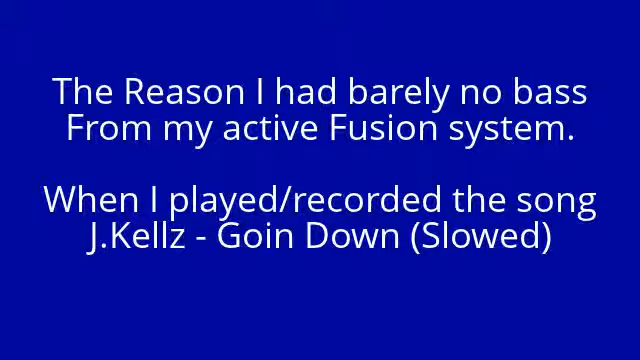 The Reason I had barely no bass
From my active Fusion system.
When I played/recorded the song
J.Kellz - Goin Down (Slowed)